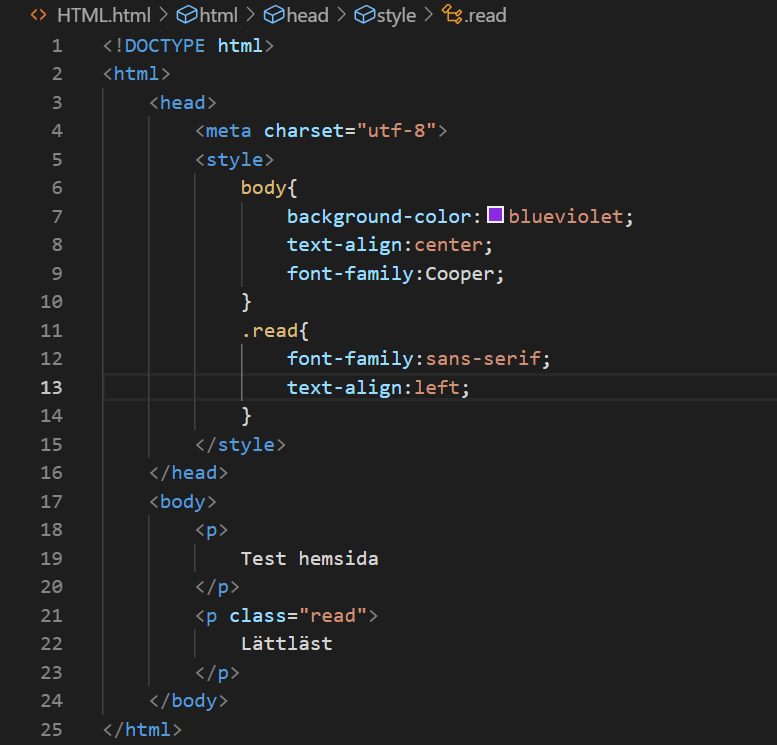 HTML.html > html > head > style > .read
1 <!DOCTYPE html>
2 <html>
3 <head>
4 <meta charset="utf-8">
5 <style>
6 body{
7 background-color:blueviolet;
8 text-align:center;
9 font-family:Cooper;
10 }
11 .read{
12 font-family:sans-serif;
13 text-align:left;
14 }
15 </style>
16 </head>
17 <body>
18 <p>
19 Test hemsida
20 </p>
21 <p class="read">
22 Lättläst
23 </p>
24 </body>
25 </html>